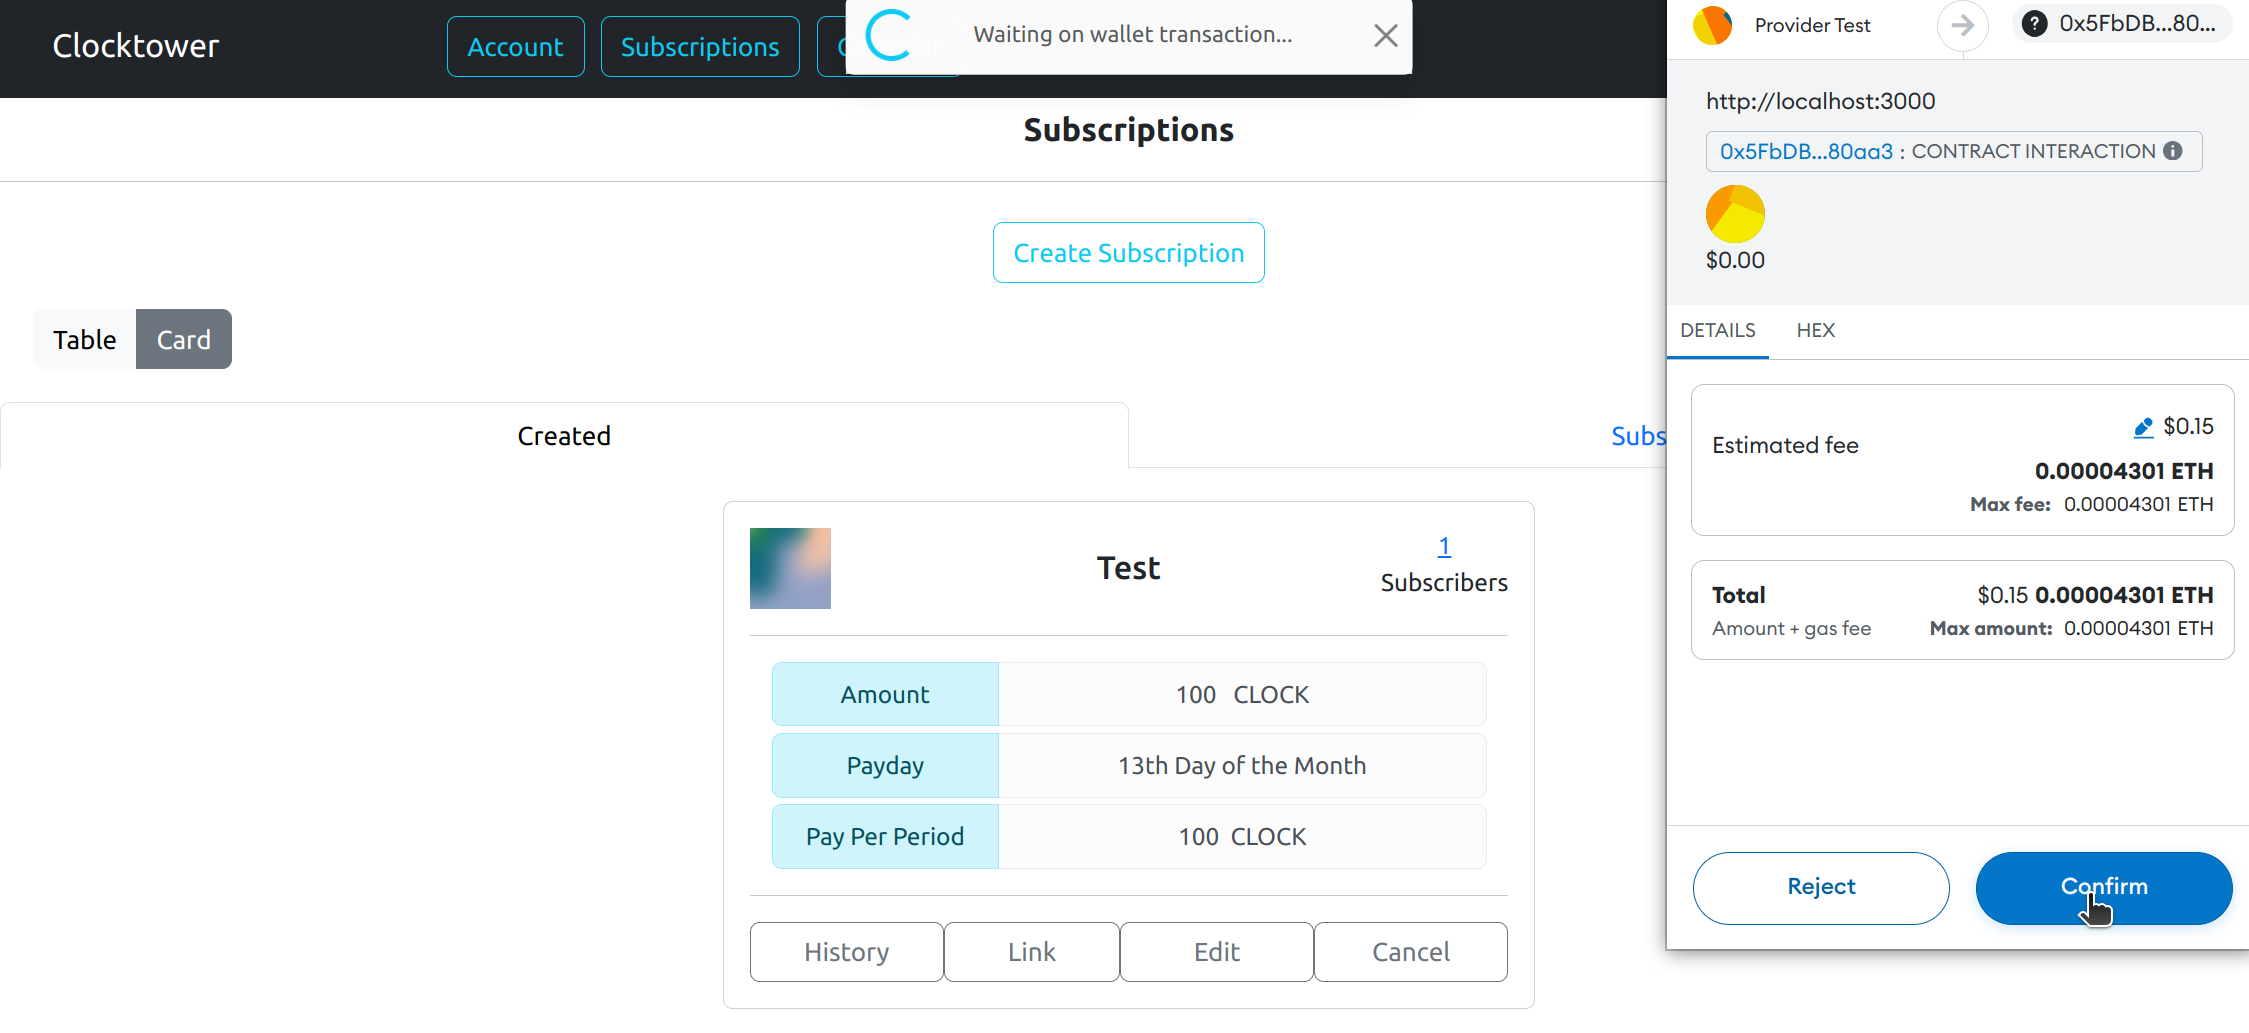 Clocktower
Account
Subscriptions
Waiting on wallet transaction...
Subscriptions
Create Subscription
Table
Card
Created
Subs
Test
1
Subscribers
Amount
100 CLOCK
Payday
13th Day of the Month
Pay Per Period
100 CLOCK
History
Link
Edit
Cancel
Provider Test
0x5FbDB...80...
http://localhost:3000
0x5FbDB...80aa3 : CONTRACT INTERACTION
$0.00
DETAILS
HEX
Estimated fee
$0.15
0.00004301 ETH
Max fee: 0.00004301 ETH
Total
$0.15 0.00004301 ETH
Amount + gas fee
Max amount: 0.00004301 ETH
Reject
Confirm